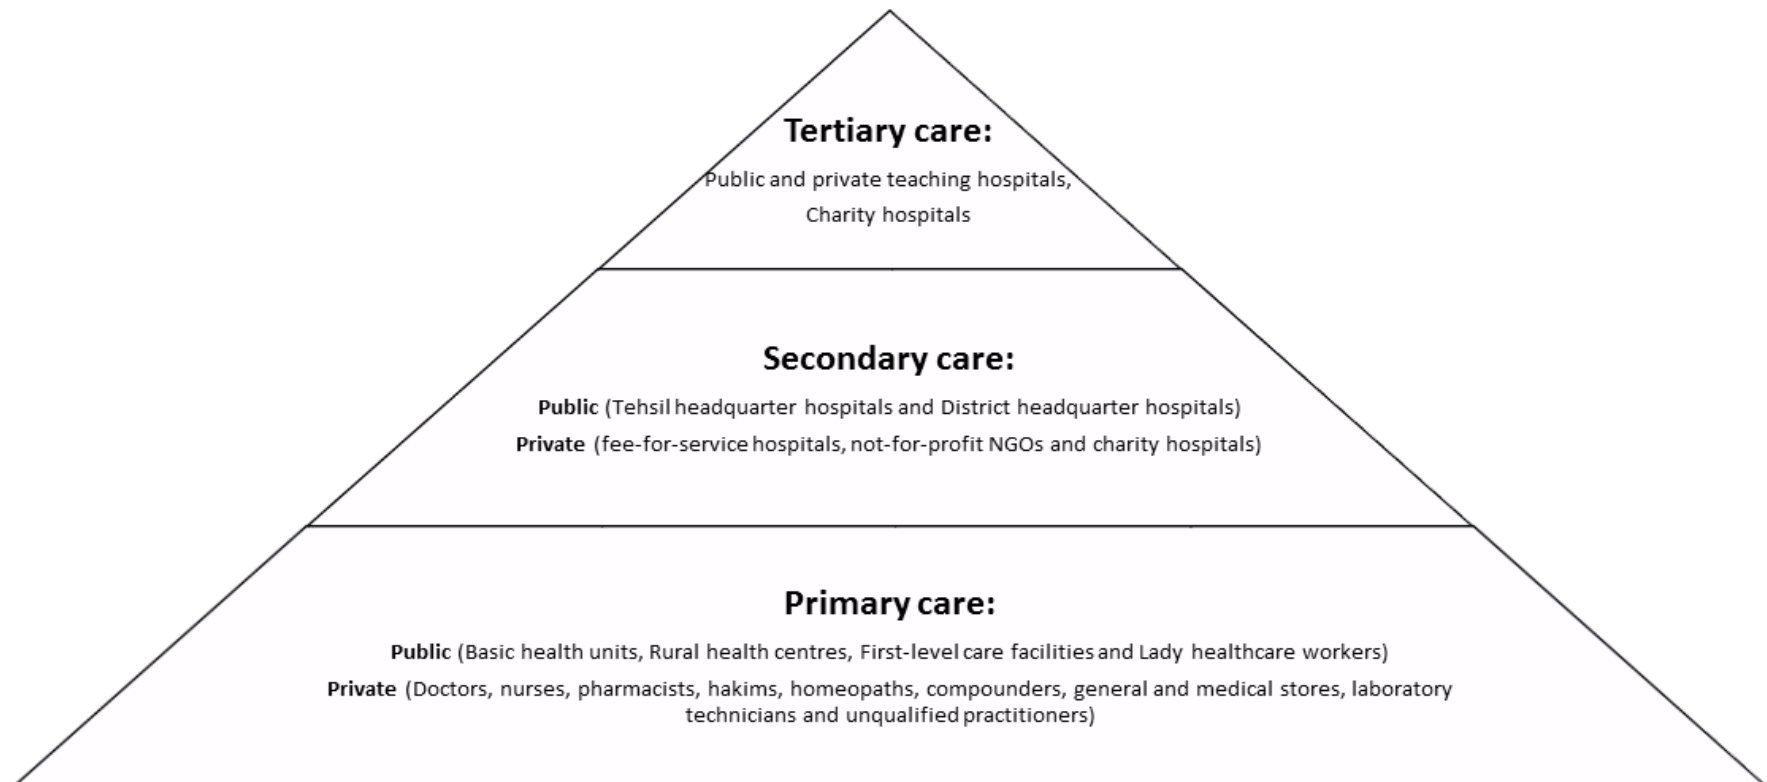 Tertiary care:
Public and private teaching hospitals,
Charity hospitals
Secondary care:
Public (Tehsil headquarter hospitals and District headquarter hospitals)
Private (fee-for-service hospitals, not-for-profit NGOs and charity hospitals)
Primary care:
Public (Basic health units, Rural health centres, First-level care facilities and Lady healthcare workers)
Private (Doctors, nurses, pharmacists, hakims, homeopaths, compounders, general and medical stores, laboratory
technicians and unqualified practitioners)